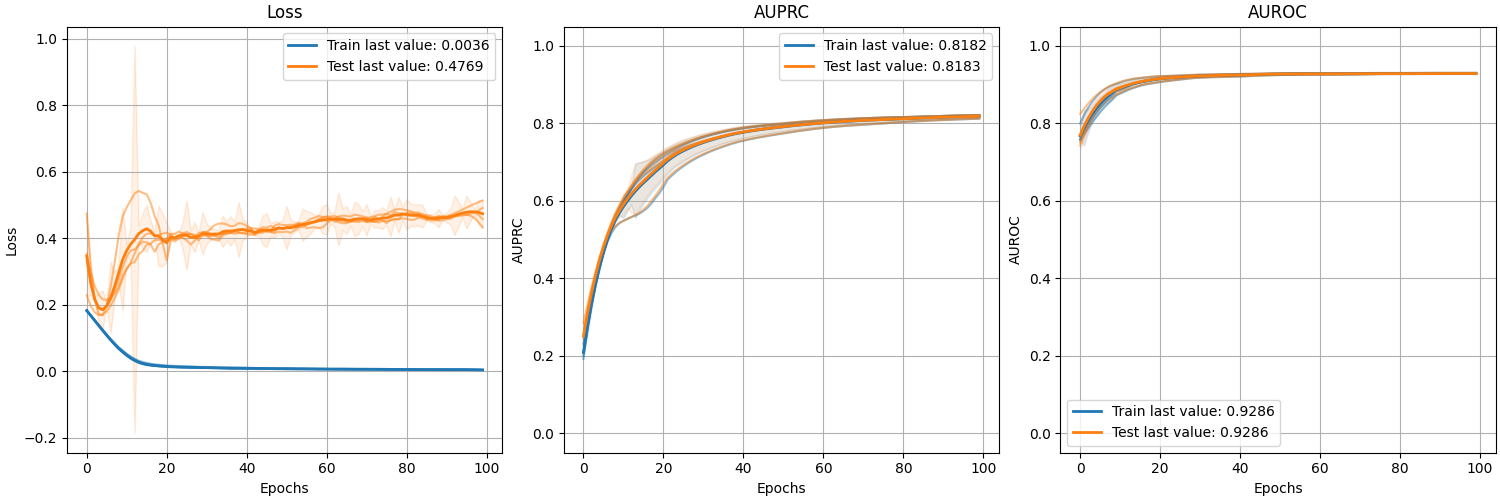 Loss
Train last value: 0.0036
Test last value: 0.4769
1.0
0.8
0.6
0.4
0.2
0.0
−0.2
0 20 40 60 80 100
Epochs
Loss
AUPRC
Train last value: 0.8182
Test last value: 0.8183
1.0
0.8
0.6
0.4
0.2
0.0
0 20 40 60 80 100
Epochs
AUPRC
AUROC
1.0
0.8
0.6
0.4
0.2
0.0
Train last value: 0.9286
Test last value: 0.9286
0 20 40 60 80 100
Epochs
AUROC